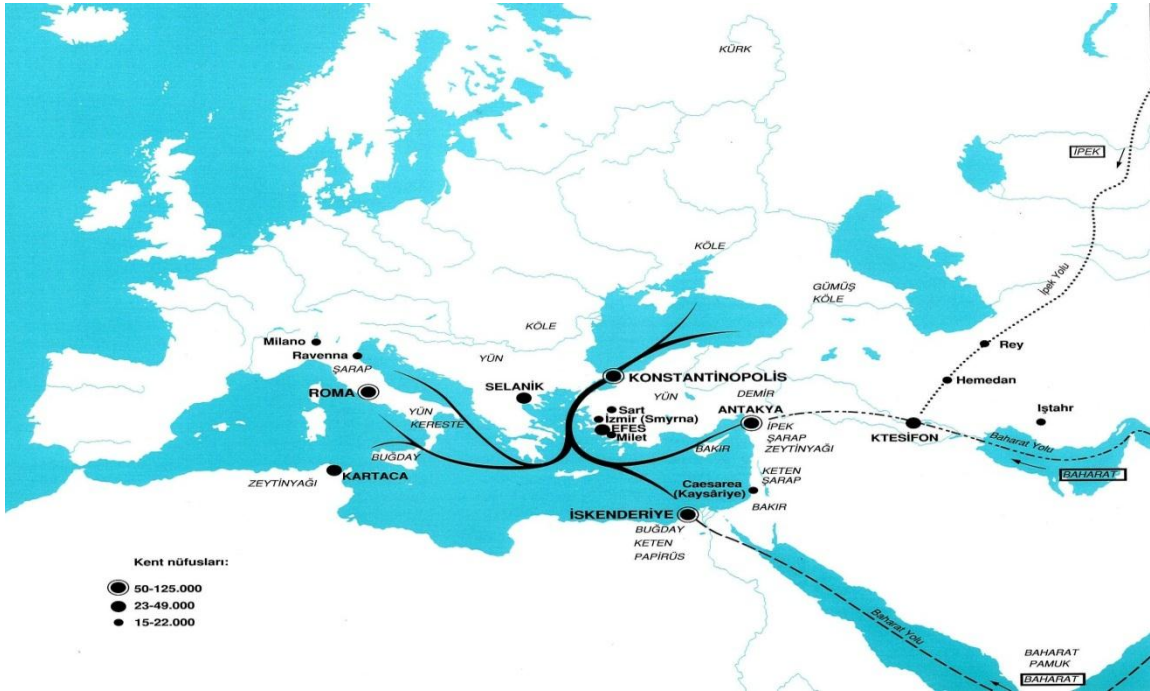 KÜRK
İPEK
İpek Yolu
KÖLE
GÜMÜŞ
KÖLE
KÖLE
Milano
Ravenna
ŞARAP
YÜN
Rey
Hemedan
KONSTANTİNOPOLİS
ROMA
SELANİK
YÜN
DEMİR
YÜN
KERESTE
Sart
İzmir (Smyrna)
EFES
Milet
ANTAKYA
İPEK
ŞARAP
ZEYTİNYAĞI
KTESİFON
Iştahr
Baharat Yolu
BAHARAT
BAKIR
BUĞDAY
KARTACA
ZEYTİNYAĞI
KETEN
ŞARAP
Caesarea
(Kaysâriye)
BAKIR
İSKENDERİYE
BUĞDAY
KETEN
PAPİRÜS
Kent nüfusları:
50-125.000
23-49.000
15-22.000
Baharat Yolu
BAHARAT
PAMUK
BAHARAT